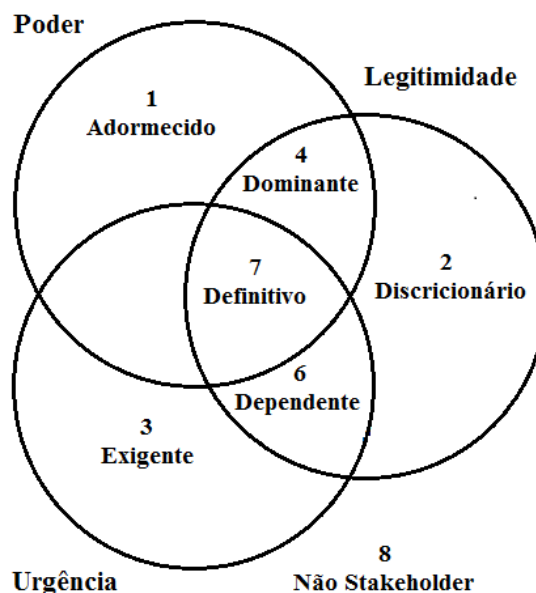 Poder
Legitimidade
1
Adormecido
4
Dominante
7
Definitivo
2
Discricionário
6
Dependente
3
Exigente
8
Não Stakeholder
Urgência